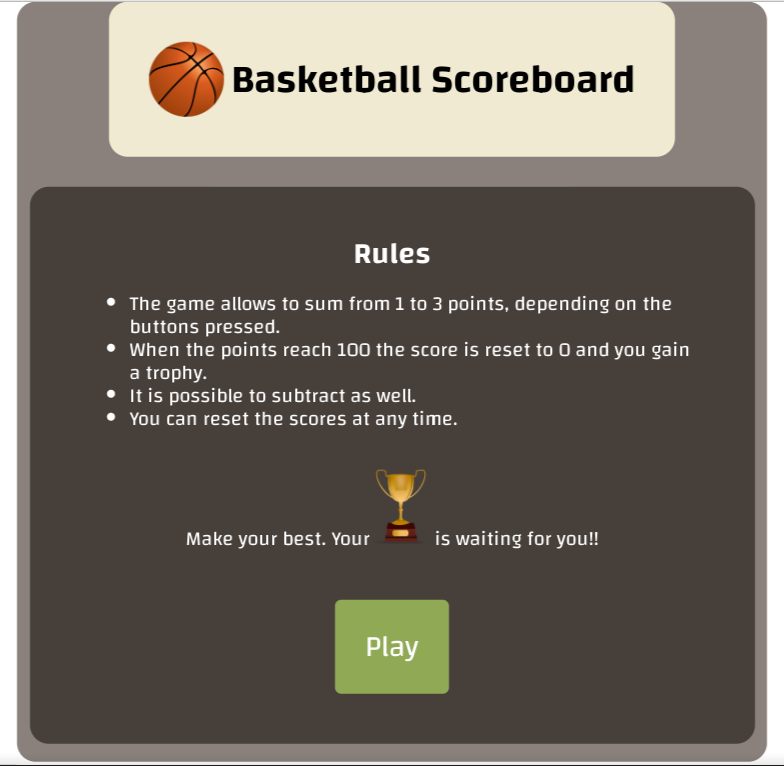 Basketball Scoreboard
Rules
The game allows to sum from 1 to 3 points, depending on the
buttons pressed.
When the points reach 100 the score is reset to 0 and you gain
a trophy.
It is possible to subtract as well.
You can reset the scores at any time.
Make your best. Your is waiting for you!!
Play